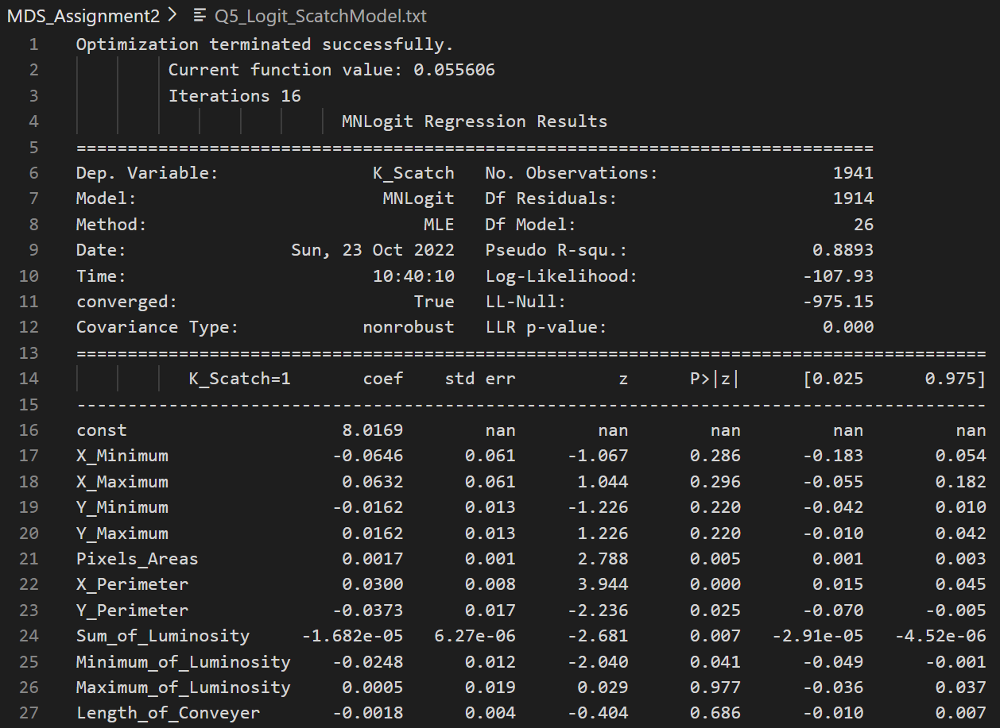 MDS_Assignment2 > Q5_Logit_ScatchModel.txt
1 Optimization terminated successfully.
2 Current function value: 0.055606
3 Iterations 16
4 MNLogit Regression Results
5 ==============================================================================
6 Dep. Variable: K_Scatch No. Observations: 1941
7 Model: MNLogit Df Residuals: 1914
8 Method: MLE Df Model: 26
9 Date: Sun, 23 Oct 2022 Pseudo R-squ.: 0.8893
10 Time: 10:40:10 Log-Likelihood: -107.93
11 converged: True LL-Null: -975.15
12 Covariance Type: nonrobust LLR p-value: 0.000
13 =========================================================================================
14 K_Scatch=1 coef std err z P>|z| [0.025 0.975]
15 -----------------------------------------------------------------------------------------
16 const 8.0169 nan nan nan nan nan
17 X_Minimum -0.0646 0.061 -1.067 0.286 -0.183 0.054
18 X_Maximum 0.0632 0.061 1.044 0.296 -0.055 0.182
19 Y_Minimum -0.0162 0.013 -1.226 0.220 -0.042 0.010
20 Y_Maximum 0.0162 0.013 1.226 0.220 -0.010 0.042
21 Pixels_Areas 0.0017 0.001 2.788 0.005 0.001 0.003
22 X_Perimeter 0.0300 0.008 3.944 0.000 0.015 0.045
23 Y_Perimeter -0.0373 0.017 -2.236 0.025 -0.070 -0.005
24 Sum_of_Luminosity -1.682e-05 6.27e-06 -2.681 0.007 -2.91e-05 -4.52e-06
25 Minimum_of_Luminosity -0.0248 0.012 -2.040 0.041 -0.049 -0.001
26 Maximum_of_Luminosity 0.0005 0.019 0.029 0.977 -0.036 0.037
27 Length_of_Conveyer -0.0018 0.004 -0.404 0.686 -0.010 0.007